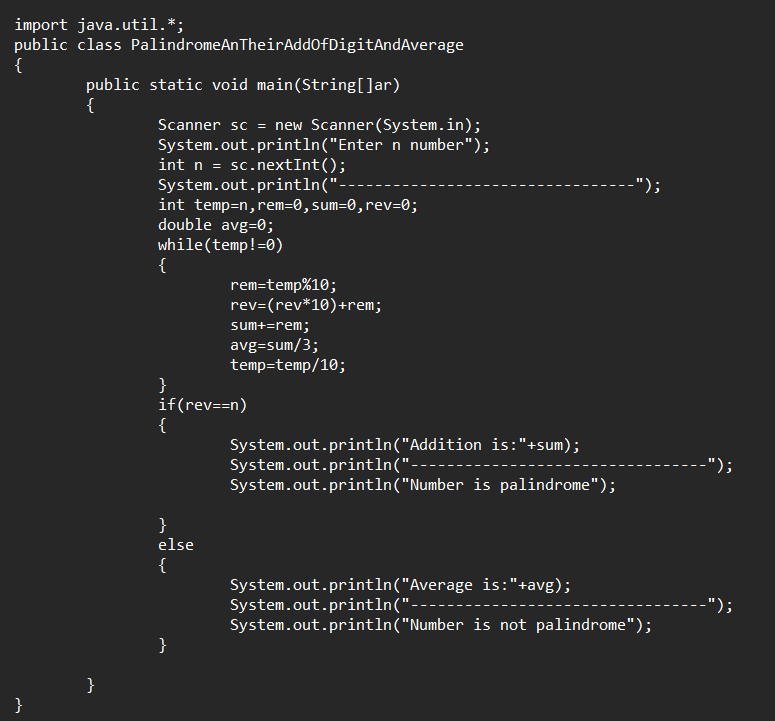 import java.util.*;
public class PalindromeAnTheirAddOfDigitAndAverage
{
        public static void main(String[]ar)
        {
                Scanner sc = new Scanner(System.in);
                System.out.println("Enter n number");
                int n = sc.nextInt();
                System.out.println("---------------------------------");
                int temp=n,rem=0,sum=0,rev=0;
                double avg=0;
                while(temp!=0)
                {
                        rem=temp%10;
                        rev=(rev*10)+rem;
                        sum+=rem;
                        avg=sum/3;
                        temp=temp/10;
                }
                if(rev==n)
                {
                        System.out.println("Addition is:"+sum);
                        System.out.println("---------------------------------");
                        System.out.println("Number is palindrome");

                }
                else
                {
                        System.out.println("Average is:"+avg);
                        System.out.println("---------------------------------");
                        System.out.println("Number is not palindrome");
                }

        }
}